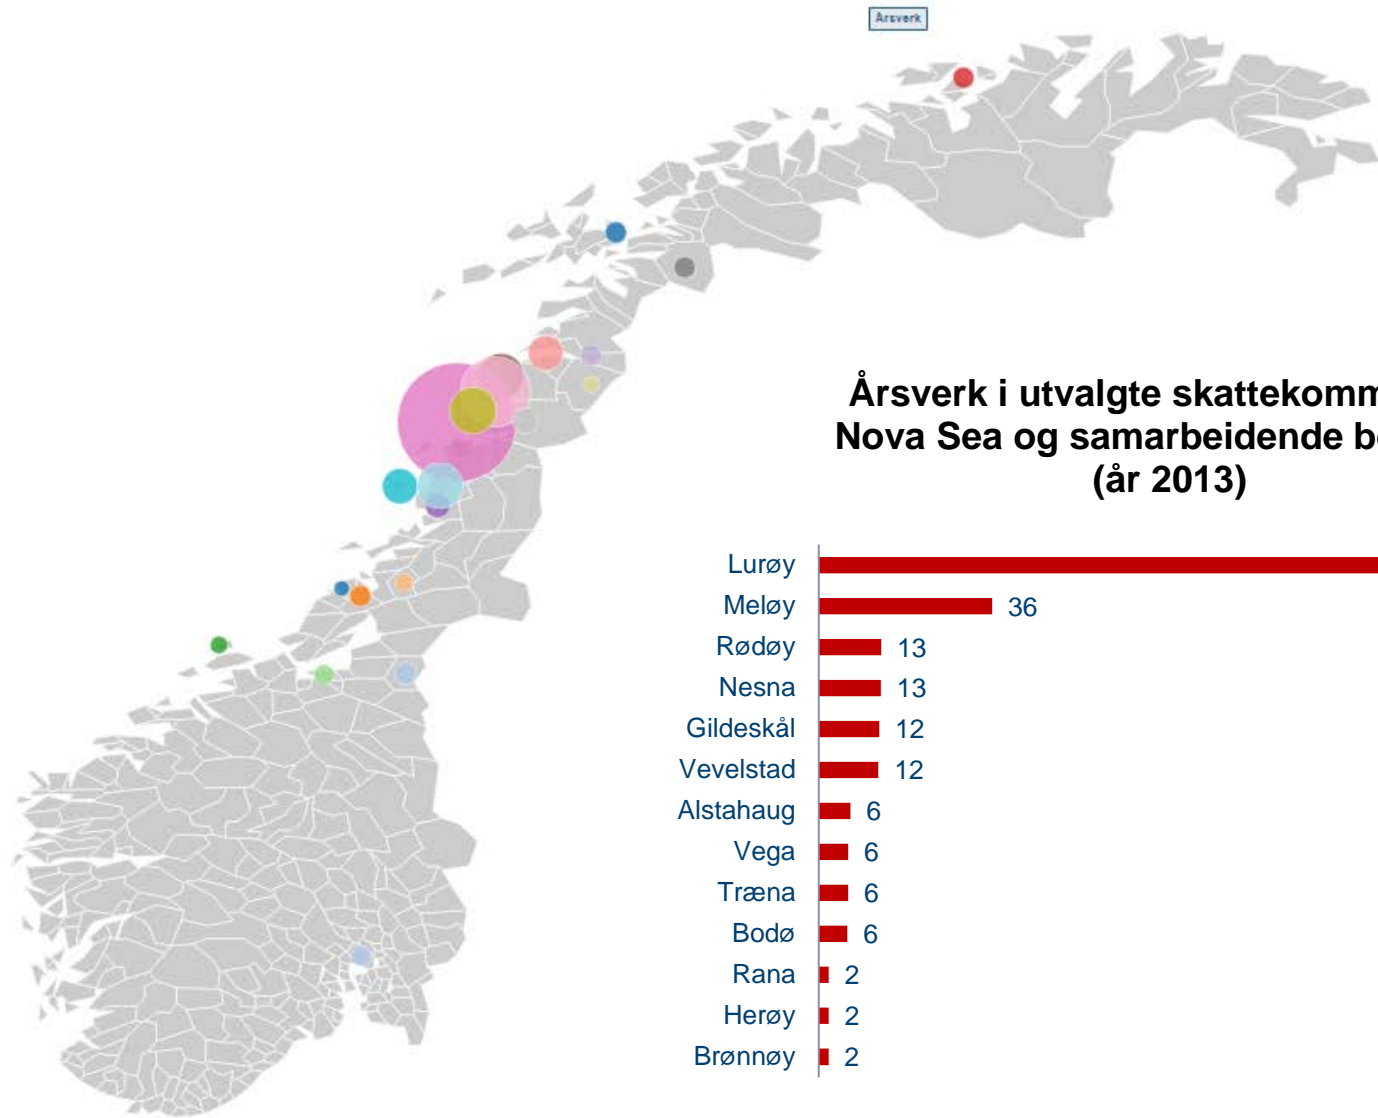 Årsverk
Årsverk i utvalgte skattekomm
Nova Sea og samarbeidende
(år 2013)
Lurøy
Meløy 36
Rødøy 13
Nesna 13
Gildeskål 12
Vevelstad 12
Alstahaug 6
Vega 6
Træna 6
Bodø 6
Rana 2
Herøy 2
Brønnøy 2